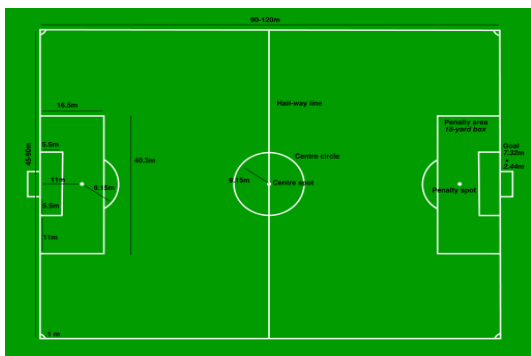 90-120m
Half-way line
16.5m
Penalty area
18-yard box
5.5m
Goal
7.32m
x
2.44m
40.3m
Centre circle
45-90m
9.15m
Centre spot
11m
9.15m
Penalty spot
5.5m
11m
1 m